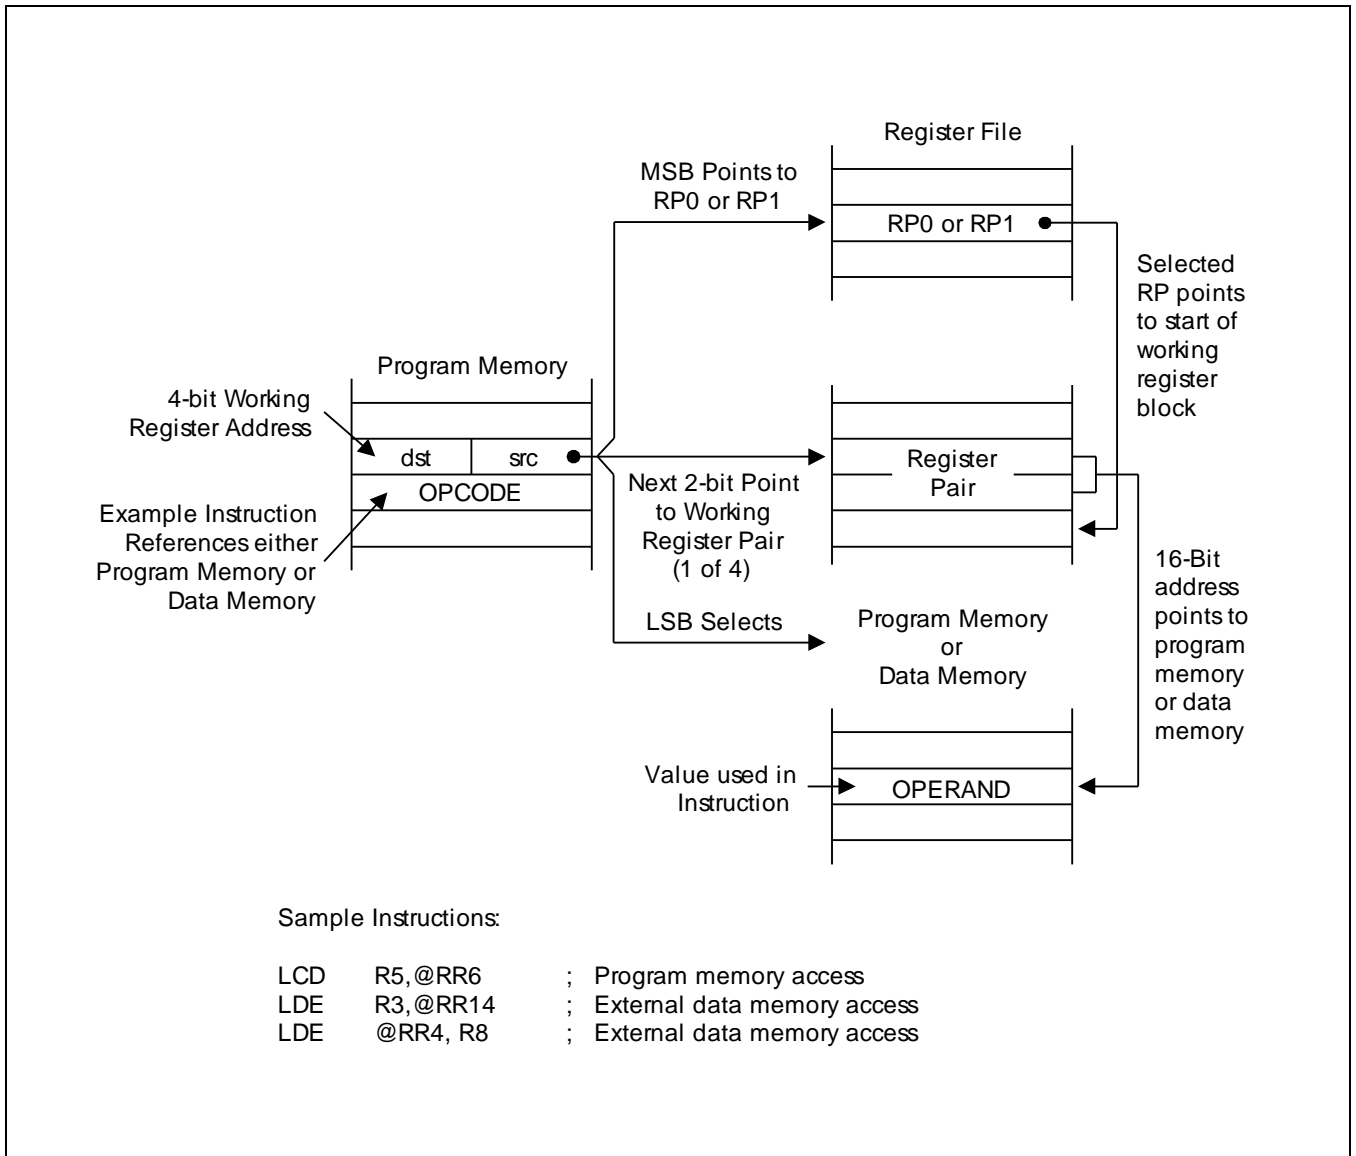 Register File
MSB Points to
RP0 or RP1
RP0 or RP1
Selected
RP points
to start of
working
register
block
Program Memory
4-bit Working
Register Address
dst src
OPCODE
Example Instruction
References either
Program Memory or
Data Memory
Next 2-bit Point
to Working
Register Pair
(1 of 4)
Register
Pair
LSB Selects
Program Memory
or
Data Memory
16-Bit
address
points to
program
memory
or data
memory
Value used in
Instruction
OPERAND
Sample Instructions:
LCD R5,@RR6 ; Program memory access
LDE R3,@RR14 ; External data memory access
LDE @RR4, R8 ; External data memory access